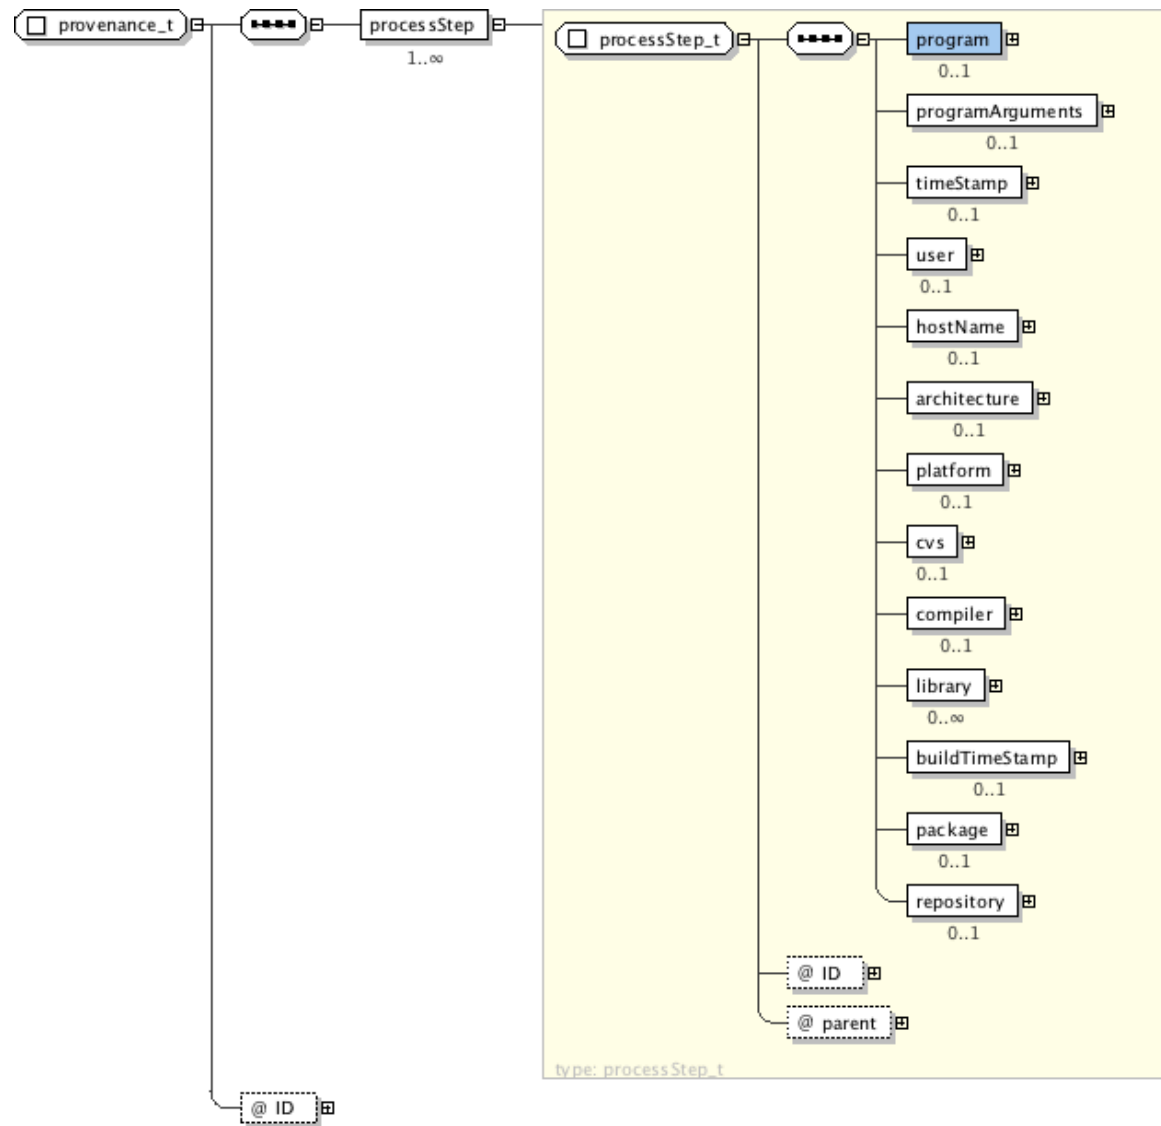 provenance_t
processStep
1..∞
processStep_t
program
0..1
programArguments
0..1
timeStamp
0..1
user
0..1
hostName
0..1
architecture
0..1
platform
0..1
cvs
0..1
compiler
0..1
library
0..∞
buildTimeStamp
0..1
package
0..1
repository
0..1
@ ID
@ parent
type: processStep_t
@ ID